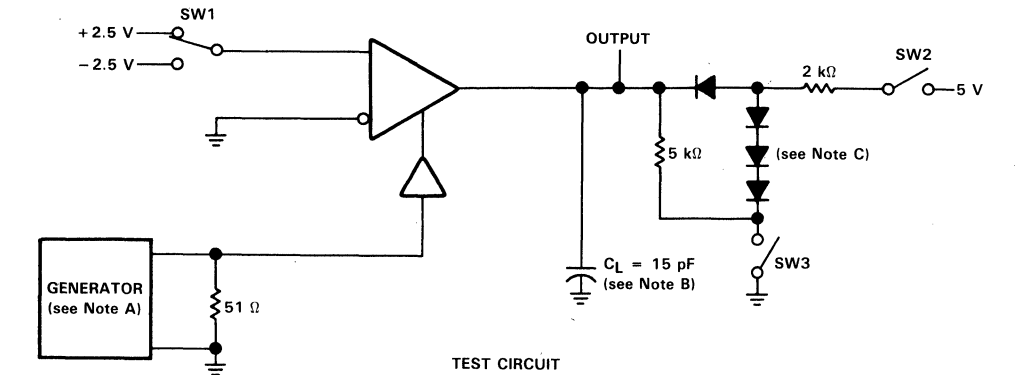 SW1
+2.5 V
−2.5 V
OUTPUT
SW2
2 kΩ
5 V
5 kΩ
(see Note C)
SW3
CL = 15 pF
(see Note B)
GENERATOR
(see Note A)
51 Ω
TEST CIRCUIT